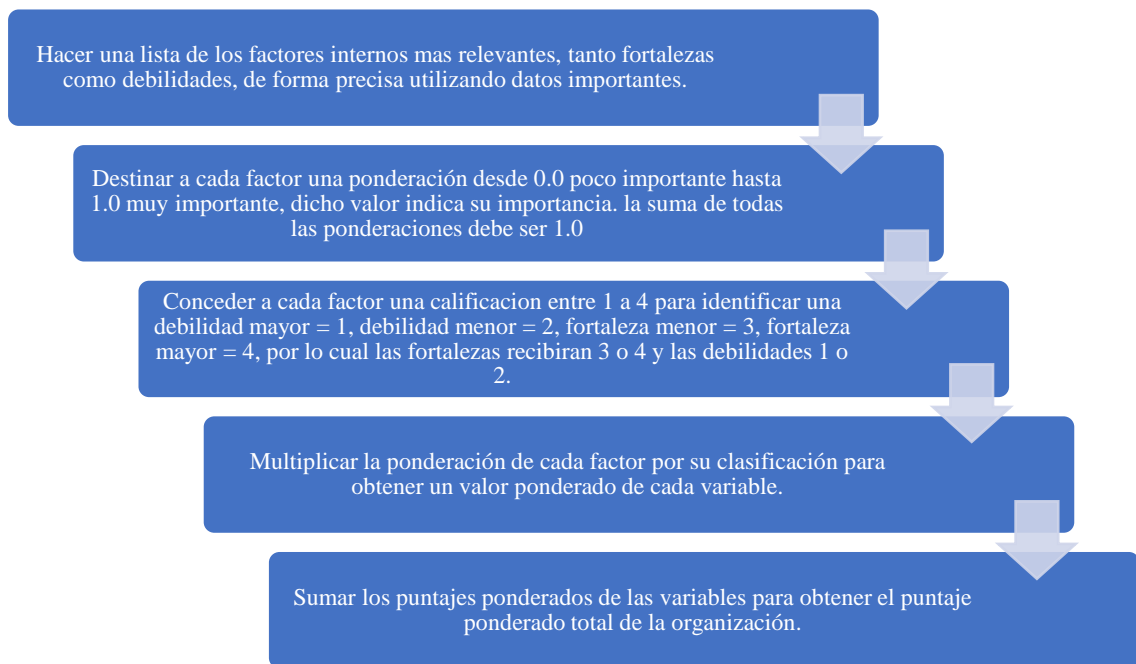 Hacer una lista de los factores internos mas relevantes, tanto fortalezas
como debilidades, de forma precisa utilizando datos importantes.
Destinar a cada factor una ponderación desde 0.0 poco importante hasta
1.0 muy importante, dicho valor indica su importancia. la suma de todas
las ponderaciones debe ser 1.0
Conceder a cada factor una calificacion entre 1 a 4 para identificar una
debilidad mayor = 1, debilidad menor = 2, fortaleza menor = 3, fortaleza
mayor = 4, por lo cual las fortalezas recibiran 3 o 4 y las debilidades 1 o
2.
Multiplicar la ponderación de cada factor por su clasificación para
obtener un valor ponderado de cada variable.
Sumar los puntajes ponderados de las variables para obtener el puntaje
ponderado total de la organización.